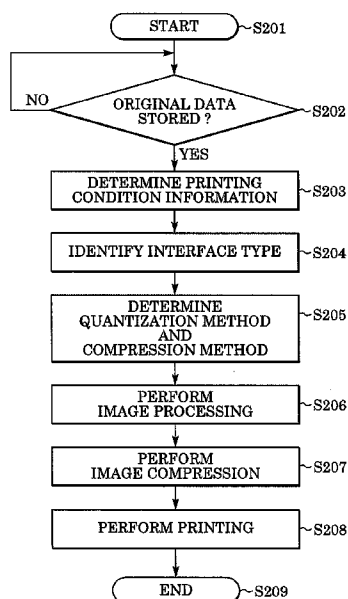 START
S201
ORIGINAL DATA
STORED ?
S202
NO
YES
DETERMINE PRINTING
CONDITION INFORMATION
S203
IDENTIFY INTERFACE TYPE
S204
DETERMINE
QUANTIZATION METHOD
AND
COMPRESSION METHOD
S205
PERFORM
IMAGE PROCESSING
S206
PERFORM
IMAGE COMPRESSION
S207
PERFORM PRINTING
S208
END
S209